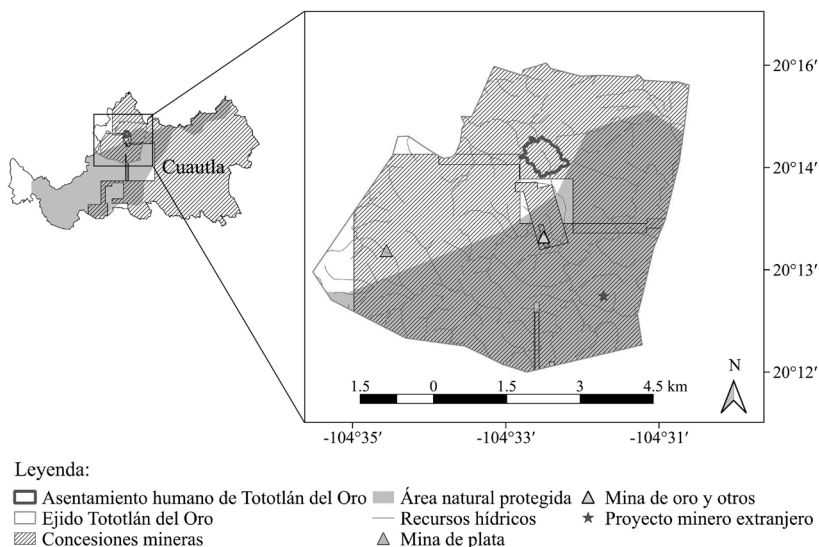 Cuautla
20°16′
20°14′
20°13′
20°12′
N
1.5 0 1.5 3 4.5 km
-104°35′ -104°33′ -104°31′
Leyenda:
Asentamiento humano de Tototlán del Oro Área natural protegida Mina de oro y otros
Ejido Tototlán del Oro Recursos hídricos Proyecto minero extranjero
Concesiones mineras Mina de plata